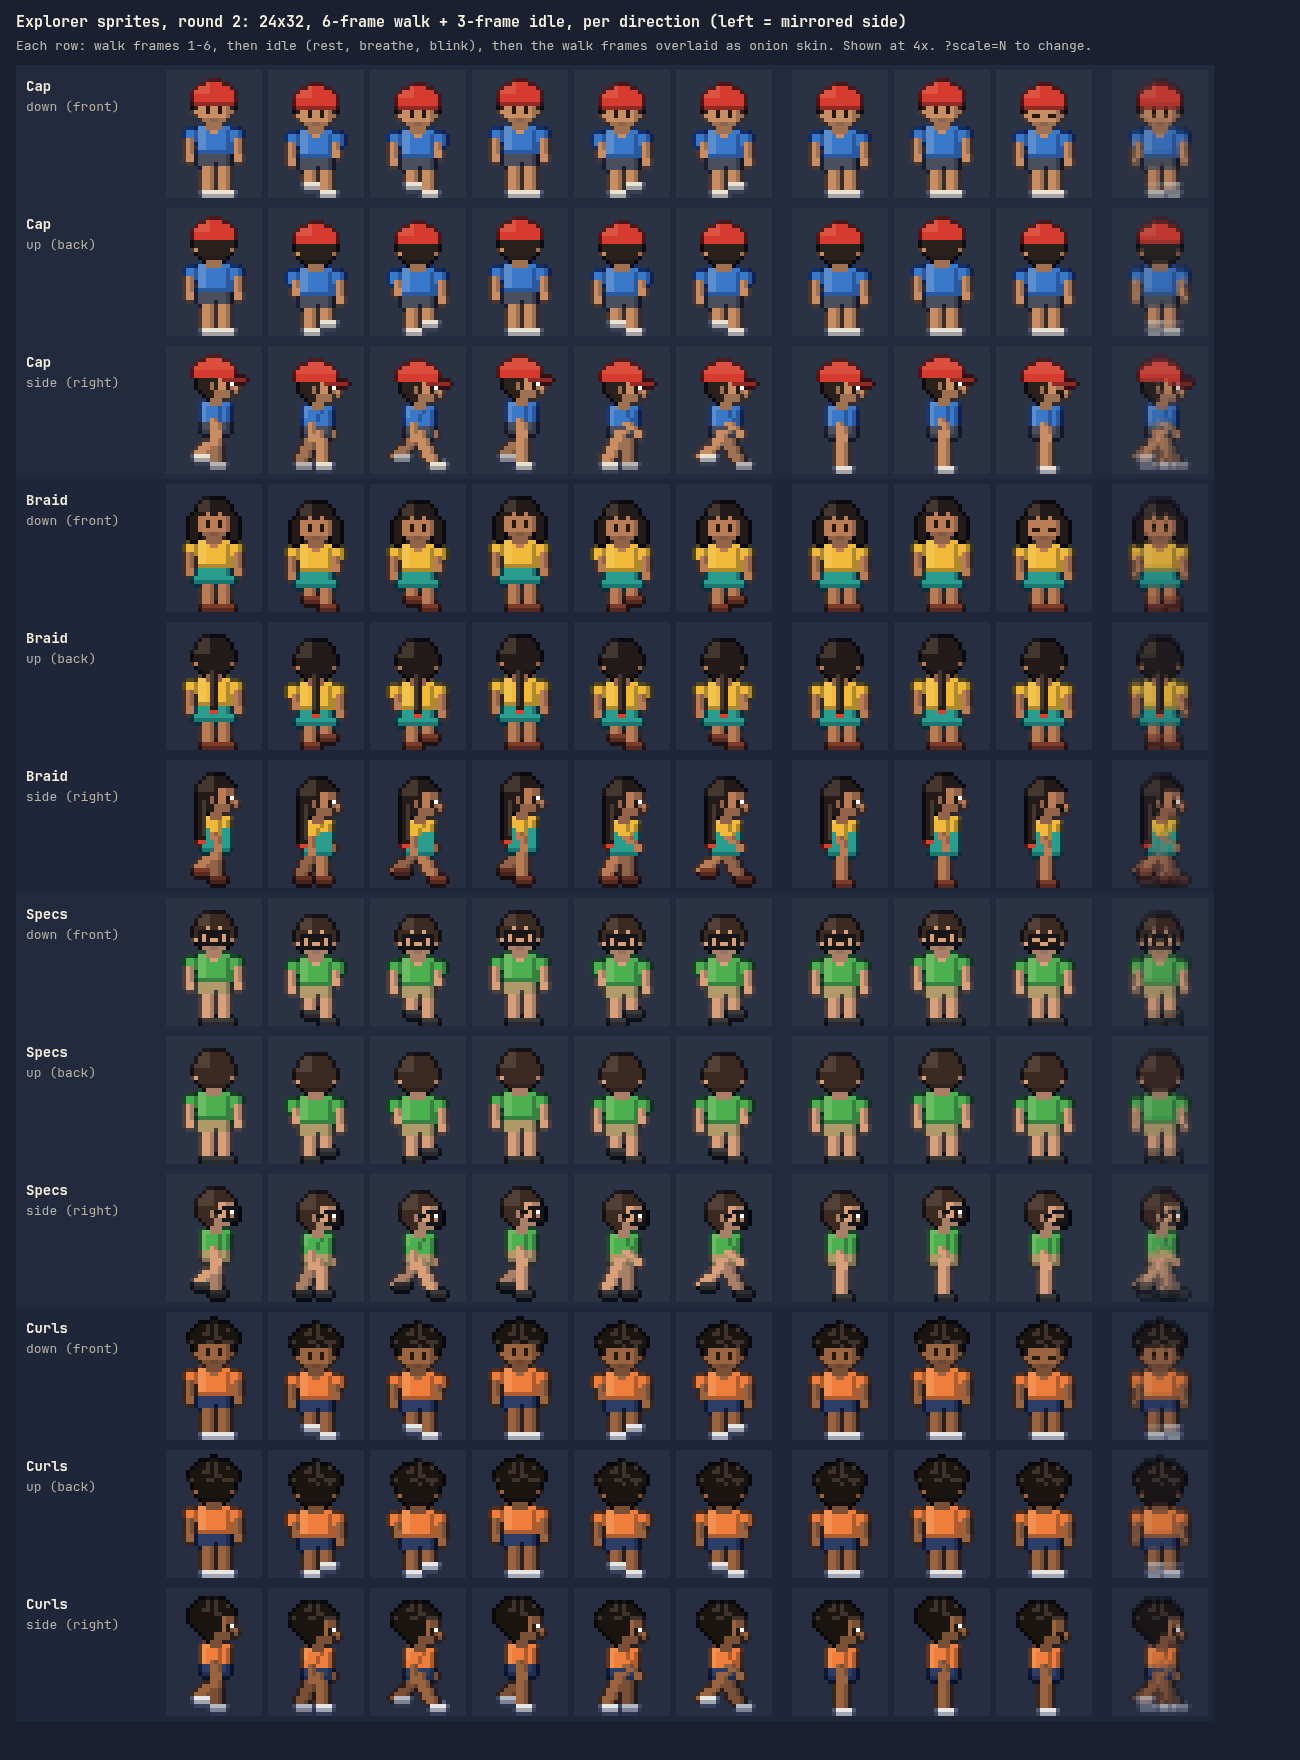 Explorer sprites, round 2: 24x32, 6-frame walk + 3-frame idle, per direction (left = mirrored side)
Each row: walk frames 1-6, then idle (rest, breathe, blink), then the walk frames overlaid as onion skin. Shown at 4x. ?scale=N to change.
Cap
down (front)
Cap
up (back)
Cap
side (right)
Braid
down (front)
Braid
up (back)
Braid
side (right)
Specs
down (front)
Specs
up (back)
Specs
side (right)
Curls
down (front)
Curls
up (back)
Curls
side (right)